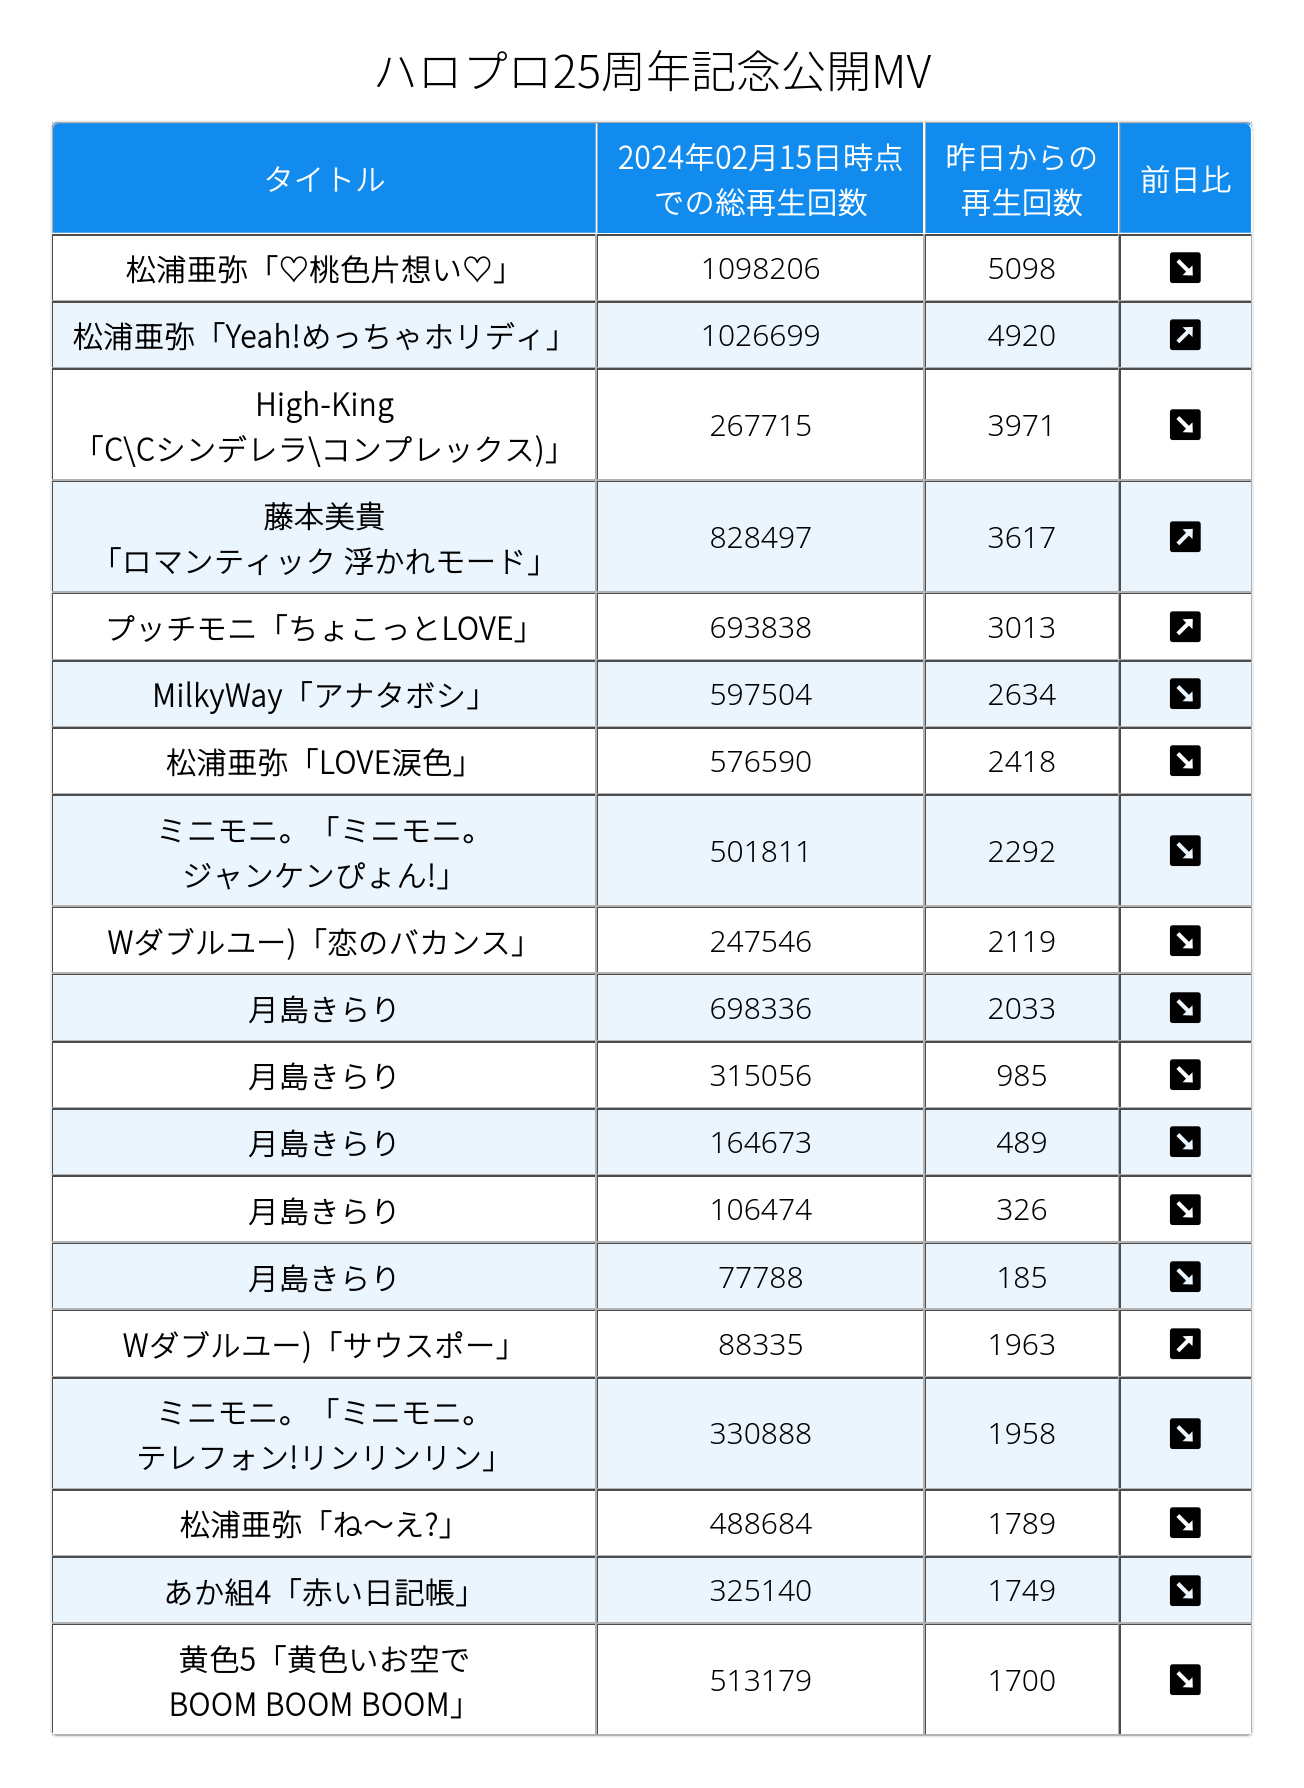 ハロプロ25周年記念公開MV
タイトル
2024年02月15日時点
での総再生回数
昨日からの
再生回数
前日比
松浦亜弥「♡桃色片想い♡」 1098206 5098 ↘
松浦亜弥「Yeah!めっちゃホリディ」 1026699 4920 ↗
High-King
「C\Cシンデレラ\コンプレックス)」 267715 3971 ↘
藤本美貴
「ロマンティック 浮かれモード」 828497 3617 ↗
プッチモニ「ちょこっとLOVE」 693838 3013 ↗
MilkyWay「アナタボシ」 597504 2634 ↘
松浦亜弥「LOVE涙色」 576590 2418 ↘
ミニモニ。「ミニモニ。
ジャンケンぴょん!」 501811 2292 ↘
Wダブルユー)「恋のバカンス」 247546 2119 ↘
月島きらり 698336 2033 ↘
月島きらり 315056 985 ↘
月島きらり 164673 489 ↘
月島きらり 106474 326 ↘
月島きらり 77788 185 ↘
Wダブルユー)「サウスポー」 88335 1963 ↗
ミニモニ。「ミニモニ。
テレフォン!リンリンリン」 330888 1958 ↘
松浦亜弥「ね〜え?」 488684 1789 ↘
あか組4「赤い日記帳」 325140 1749 ↘
黄色5「黄色いお空で
BOOM BOOM BOOM」 513179 1700 ↘